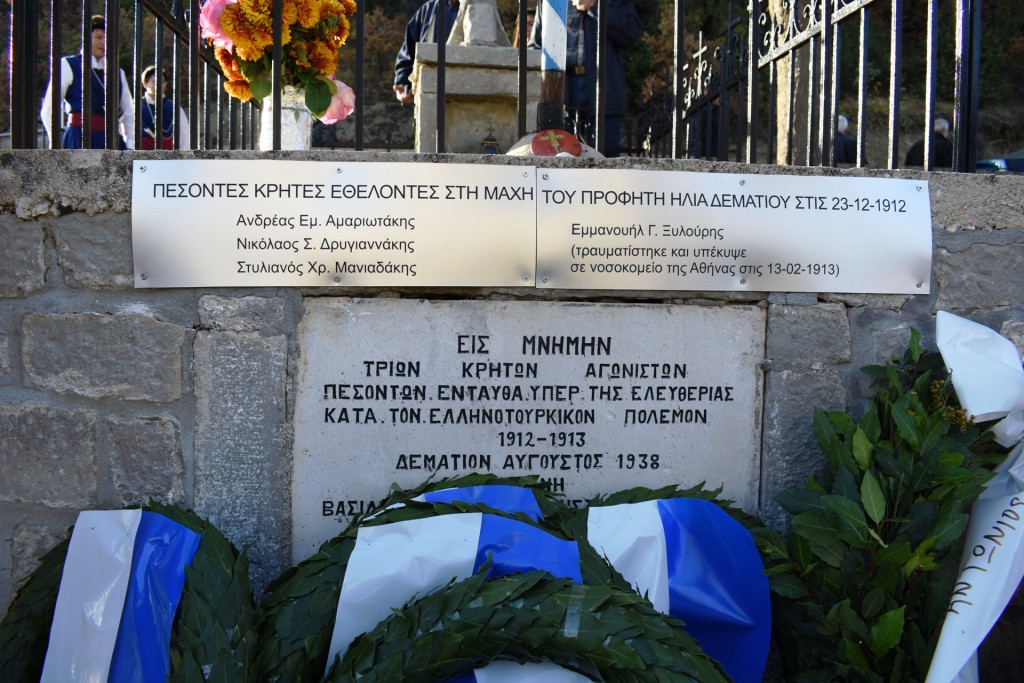 ΠΕΣΟΝΤΕΣ ΚΡΗΤΕΣ ΕΘΕΛΟΝΤΕΣ ΣΤΗ ΜΑΧΗ ΤΟΥ ΠΡΟΦΗΤΗ ΗΛΙΑ ΔΕΜΑΤΙΟΥ ΣΤΙΣ 23-12-1912
Ανδρέας Εμ. Αμαριωτάκης
Νικόλαος Σ. Δρυγιαννάκης
Στυλιανός Χρ. Μανιαδάκης
Εμμανουήλ Γ. Ξυλούρης
(τραυματίστηκε και υπέκυψε
σε νοσοκομείο της Αθήνας στις 13-02-1913)
ΕΙΣ ΜΝΗΜΗΝ
ΤΡΙΩΝ ΚΡΗΤΩΝ ΑΓΩΝΙΣΤΩΝ
ΠΕΣΟΝΤΩΝ.ΕΝΤΑΥΘΑ.ΥΠΕΡ.ΤΗΣ ΕΛΕΥΘΕΡΙΑΣ
ΚΑΤΑ.ΤΟΝ.ΕΛΛΗΝΟΤΟΥΡΚΙΚΟΝ ΠΟΛΕΜΟΝ
1912-1913
ΔΕΜΑΤΙΟΝ ΑΥΓΟΥΣΤΟΣ 1938